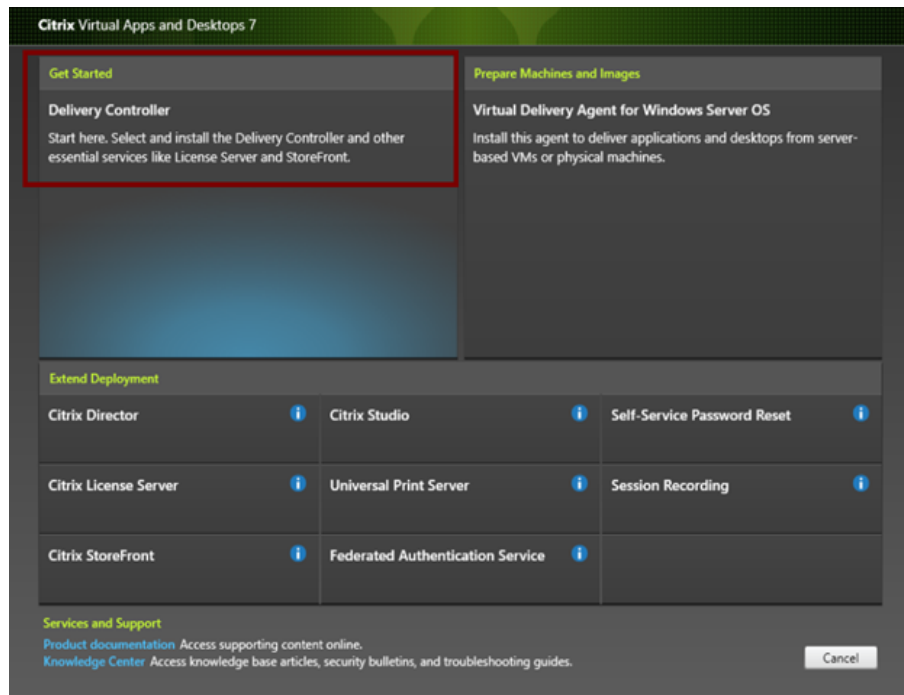 Citrix Virtual Apps and Desktops 7
Get Started
Delivery Controller
Start here. Select and install the Delivery Controller and other
essential services like License Server and StoreFront.
Prepare Machines and Images
Virtual Delivery Agent for Windows Server OS
Install this agent to deliver applications and desktops from server-
based VMs or physical machines.
Extend Deployment
Citrix Director
Citrix Studio
Self-Service Password Reset
Citrix License Server
Universal Print Server
Session Recording
Citrix StoreFront
Federated Authentication Service
Services and Support
Product documentation Access supporting content online.
Knowledge Center Access knowledge base articles, security bulletins, and troubleshooting guides.
Cancel